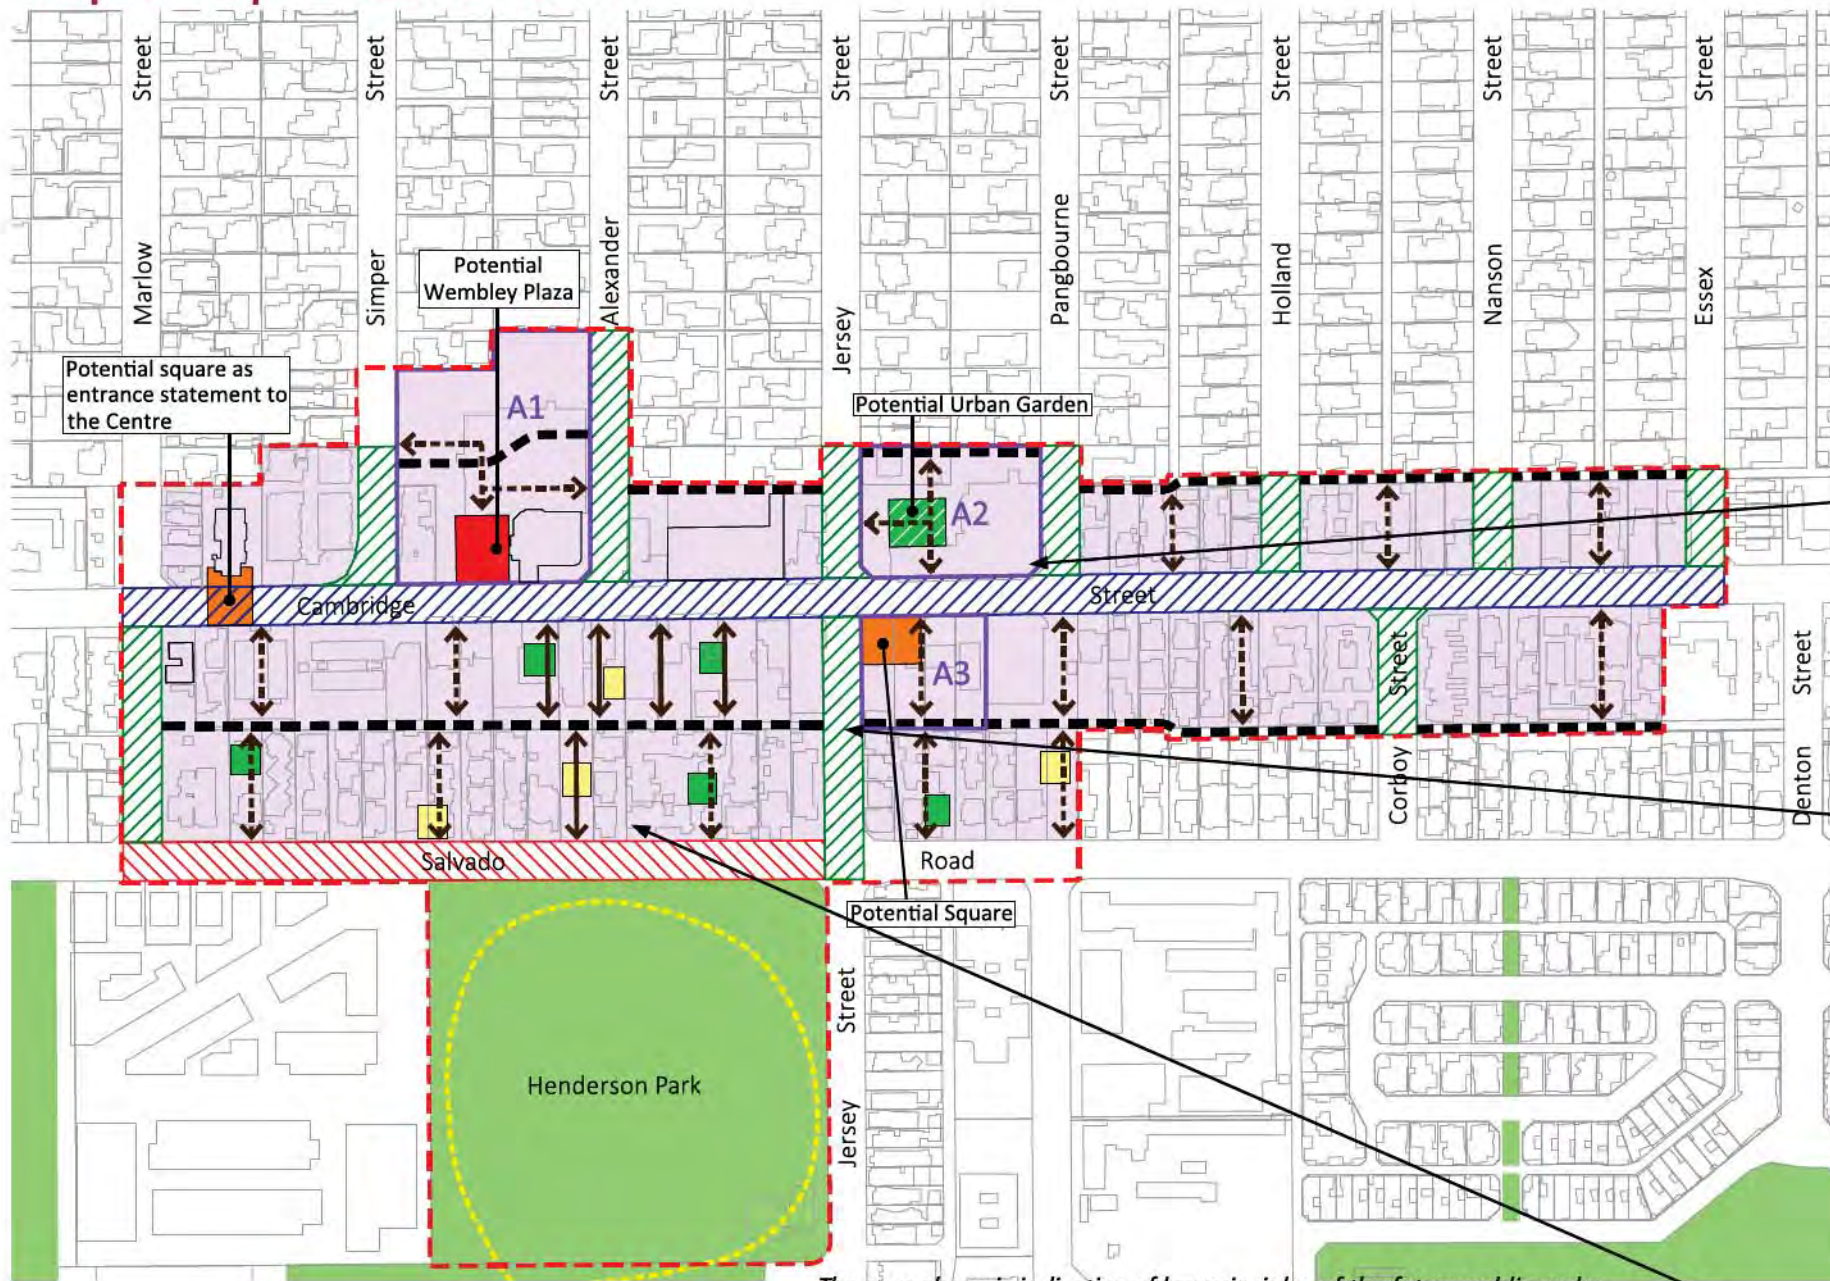 Street
Street
Street
Street
Street
Street
Street
Street
Marlow
Simper
Alexander
Jersey
Pangbourne
Holland
Nanson
Essex
Potential
Wembley Plaza
Potential square as
entrance statement to
the Centre
A1
Potential Urban Garden
A2
Cambridge
Street
A3
Street
Street
Corboy
Denton
Salvado
Road
Potential Square
Street
Jersey
Henderson Park